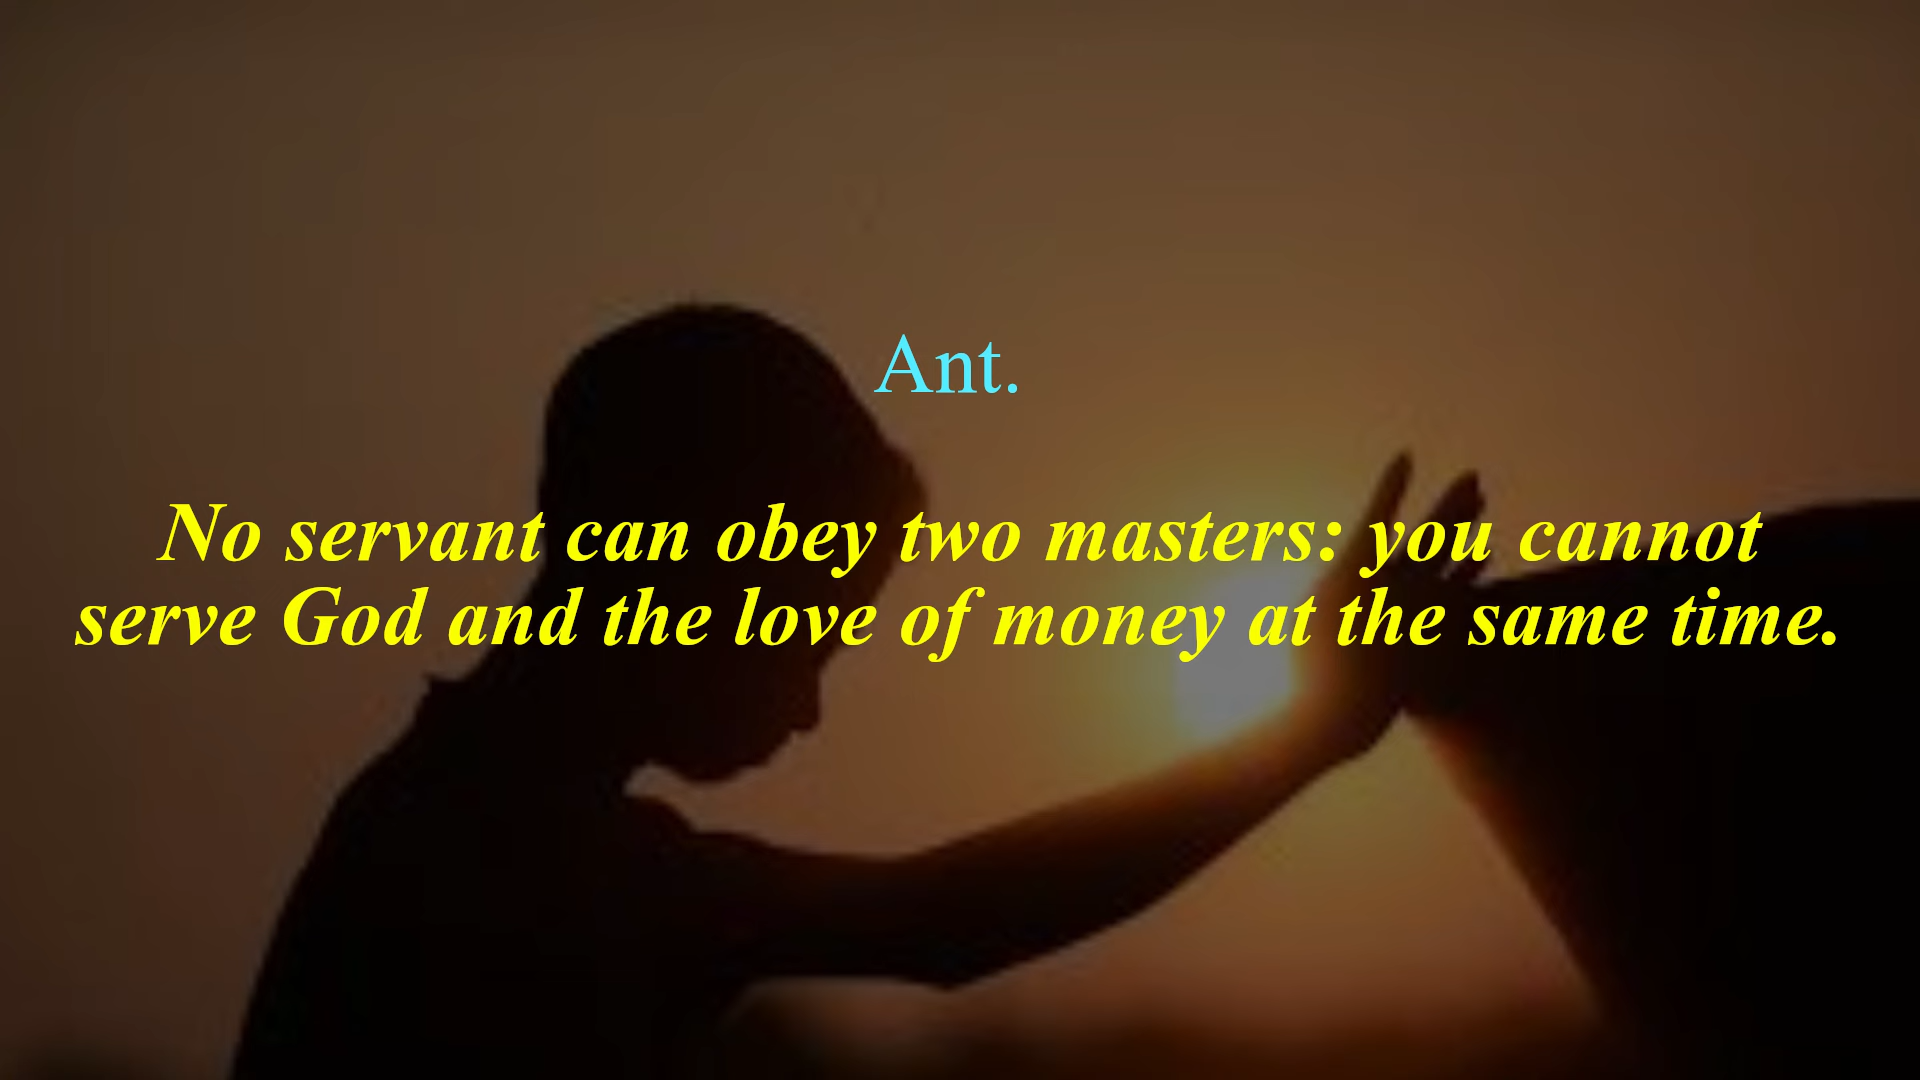 Ant.
No servant can obey two masters: you cannot
serve God and the love of money at the same time.